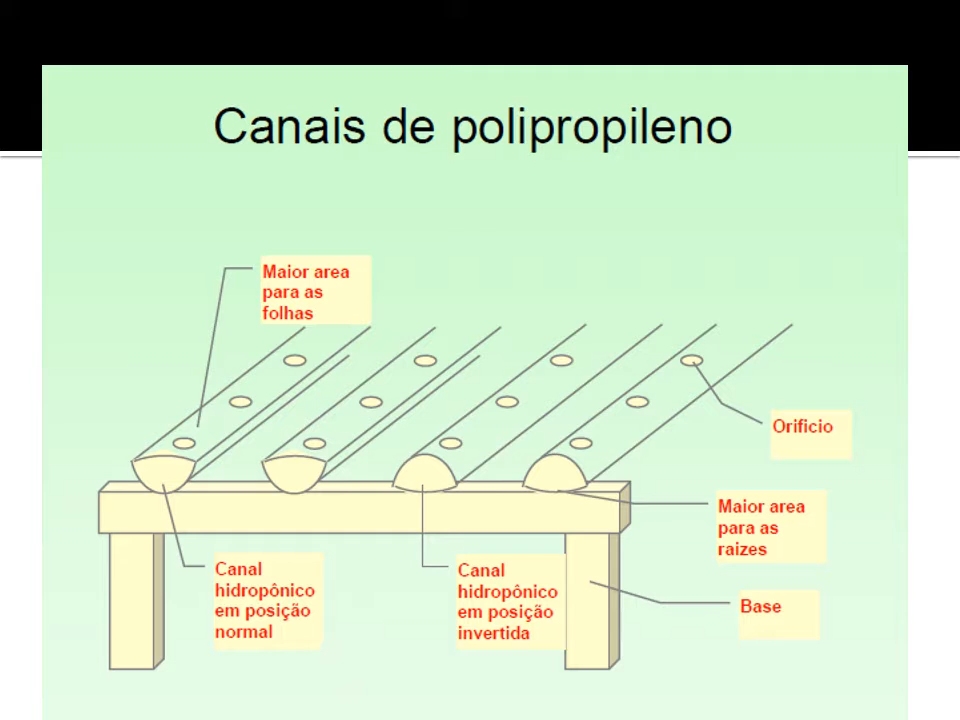 Canais de polipropileno
Maior area
para as
folhas
Orificio
Maior area
para as
raizes
Canal
hidropônico
em posição
normal
Canal
hidropônico
em posição
invertida
Base